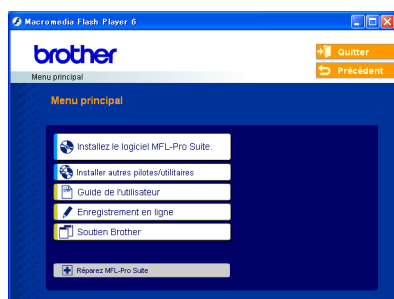 Macromedia Flash Player 6
brother
Quitter
Précédent
Menu principal
Menu principal
Installez le logiciel MFL-Pro Suite.
Installer autres pilotes/utilitaires
Guide de l'utilisateur
Enregistrement en ligne
Soutien Brother
Réparez MFL-Pro Suite